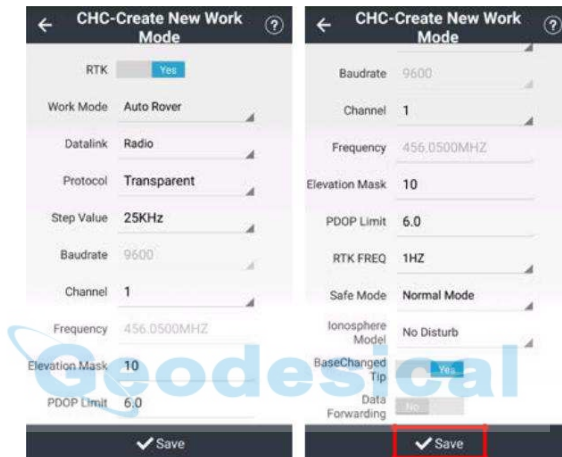 CHC-Create New Work
Mode
?
RTK Yes
Work Mode Auto Rover
Datalink Radio
Protocol Transparent
Step Value 25KHz
Baudrate 9600
Channel 1
Frequency 456.0500MHZ
Elevation Mask 10
PDOP Limit 6.0
Save
CHC-Create New Work
Mode
?
Baudrate 9600
Channel 1
Frequency 456.0500MHZ
Elevation Mask 10
PDOP Limit 6.0
RTK FREQ 1HZ
Safe Mode Normal Mode
Ionosphere
Model No Disturb
BaseChanged
Tip Yes
Data
Forwarding No
Save
Geodesical